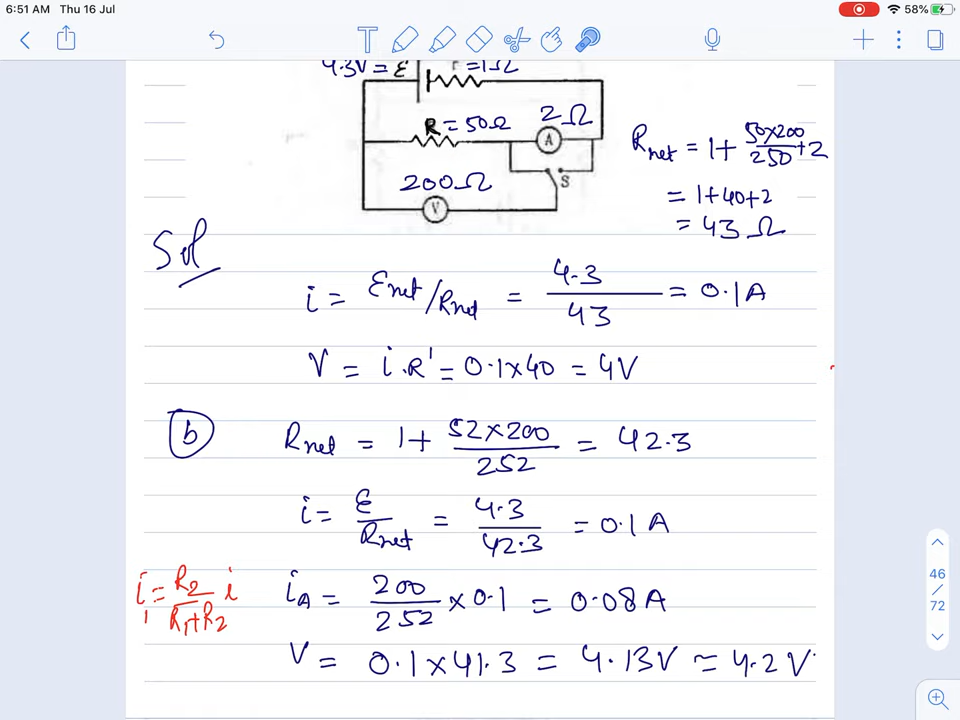 6:51 AM Thu 16 Jul
58%
T
4.3V = ε r = 1Ω
R = 50Ω
2Ω
A
200Ω
S
V
Rnet = 1 + 50×200/250 + 2
= 1 + 40 + 2
= 43 Ω
Sol
i = Enet/Rnet = 4.3/43 = 0.1A
V = i.R' = 0.1×40 = 4V
b Rnet = 1 + 52×200/252 = 42.3
i = ε/Rnet = 4.3/42.3 = 0.1 A
i1 = R2/R1+R2 i
iA = 200/252 × 0.1 = 0.08A
V = 0.1×41.3 = 4.13V ≃ 4.2V
46
/
72